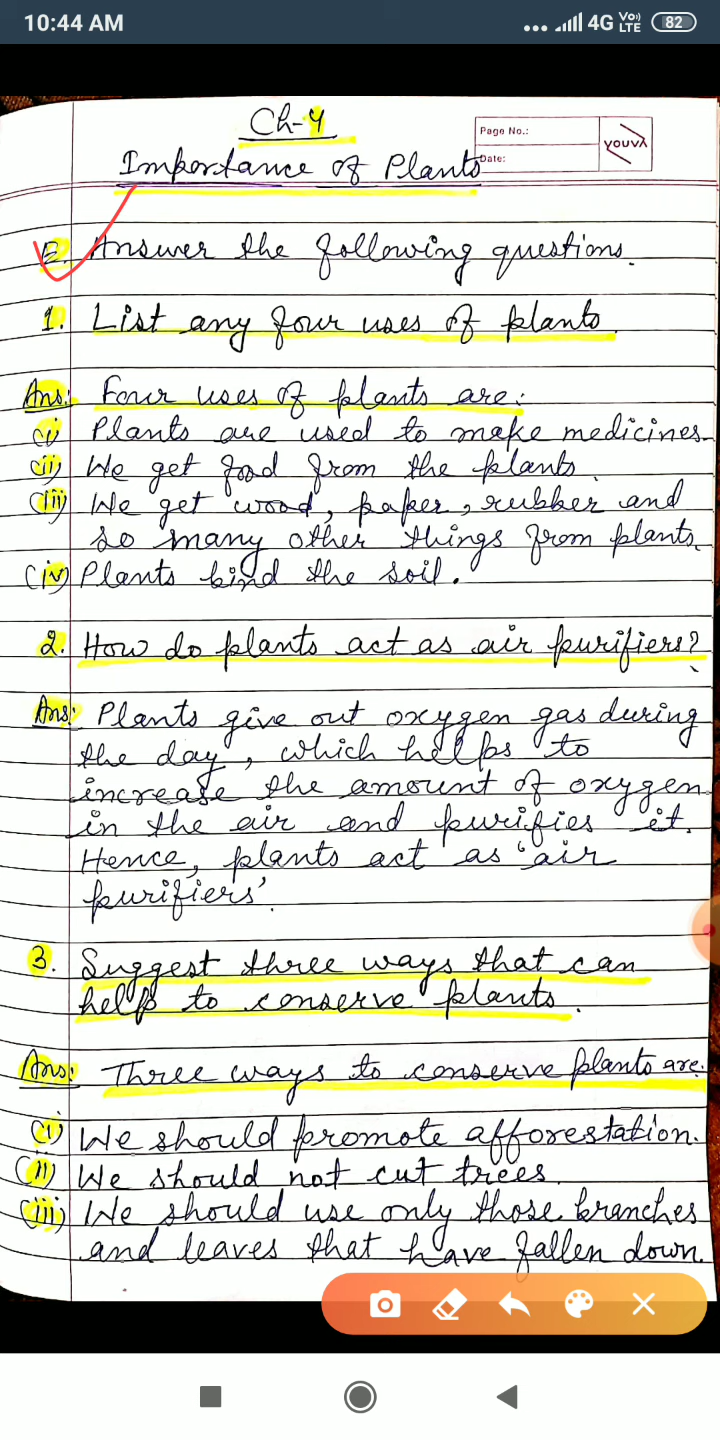 10:44 AM
4G Vo) LTE 82
Ch-4
Page No.:
Date:
YOUVA
Importance of Plants
E. Answer the following questions.
1. List any four uses of plants.
Ans: Four uses of plants are:
(i) Plants are used to make medicines.
(ii) We get food from the plants.
(iii) We get wood, paper, rubber and
so many other things from plants.
(iv) Plants bind the soil.
2. How do plants act as air purifiers?
Ans: Plants give out oxygen gas during
the day, which helps to
increase the amount of oxygen
in the air and purifies it.
Hence, plants act as 'air
purifiers'.
3. Suggest three ways that can
help to conserve plants.
Ans: Three ways to conserve plants are:
(i) We should promote afforestation.
(ii) We should not cut trees.
(iii) We should use only those branches
and leaves that have fallen down.